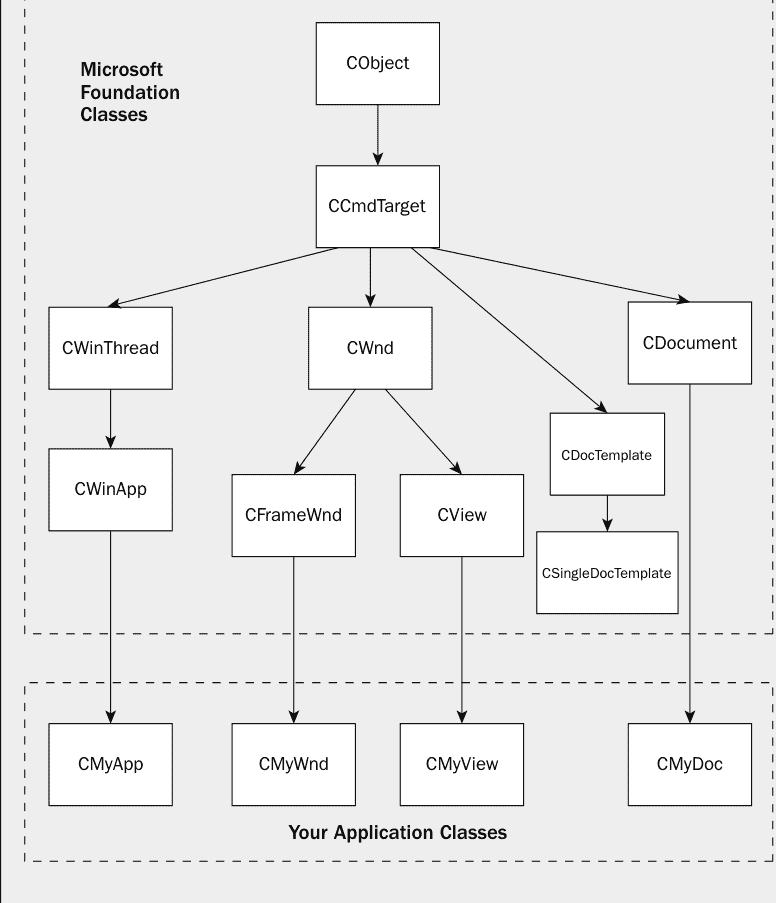 CObject
Microsoft
Foundation
Classes
CCmdTarget
CWinThread
CWnd
CDocument
CDocTemplate
CWinApp
CFrameWnd
CView
CSingleDocTemplate
CMyApp
CMyWnd
CMyView
CMyDoc
Your Application Classes